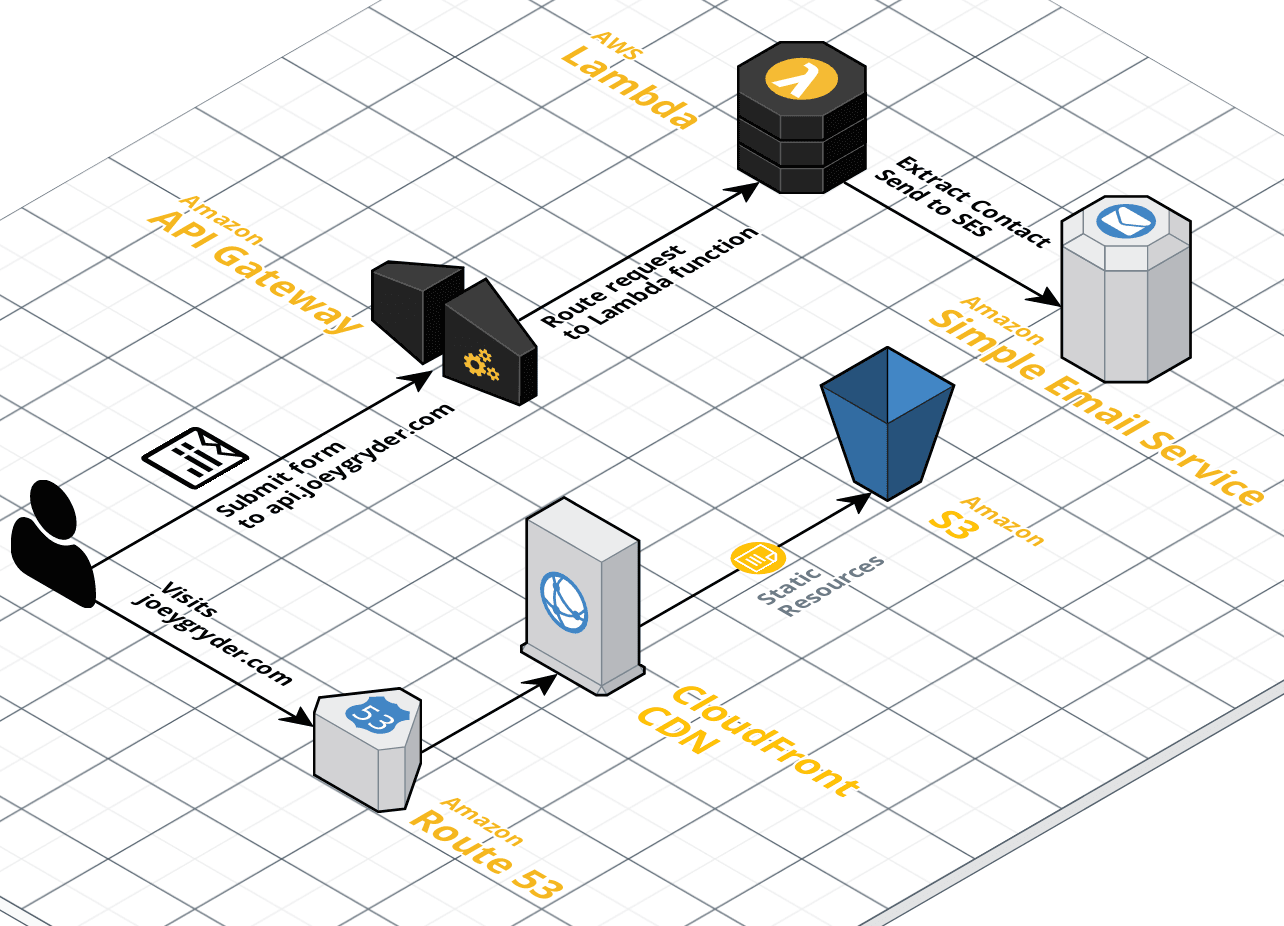 AWS
Lambda
Extract Contact
Send to SES
Amazon
API Gateway
Route request
to Lambda function
Amazon
Simple Email Service
Submit form
to api.joeygryder.com
Amazon
S3
Static
Resources
Visits
joeygryder.com
53
CloudFront
CDN
Amazon
Route 53